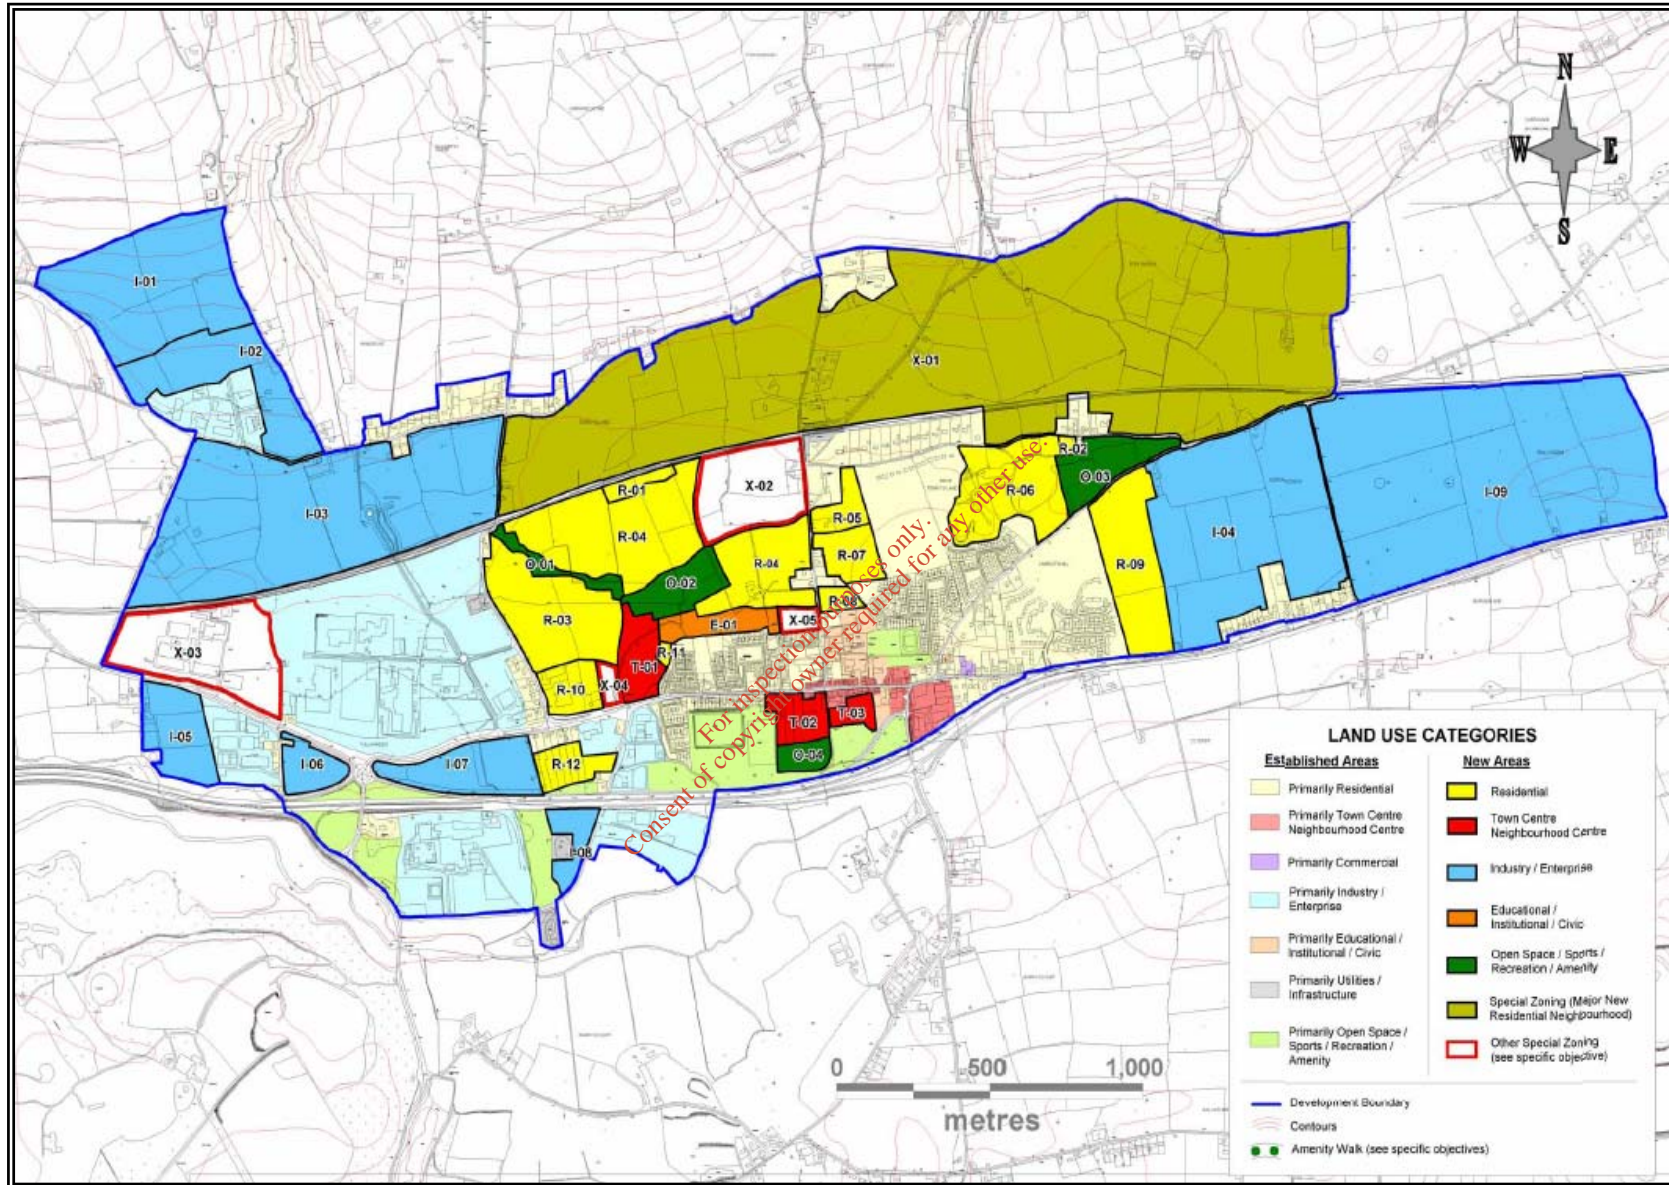 N
W E
S
I-01
I-02
X-01
I-03
R-02
O-03
R-01
X-02
R-06
I-09
R-05
R-04
I-04
R-07
O-01
O-02
R-04
R-09
R-08
R-03
E-01
X-05
X-03
R-11
T-01
R-10
X-04
T-02
T-03
I-05
I-06
I-07
R-12
O-04
I-08
For inspection purposes only.
Consent of copyright owner required for any other use.
0 500 1,000
metres
LAND USE CATEGORIES
Established Areas
Primarily Residential
Primarily Town Centre
Neighbourhood Centre
Primarily Commercial
Primarily Industry /
Enterprise
Primarily Educational /
Institutional / Civic
Primarily Utilities /
Infrastructure
Primarily Open Space /
Sports / Recreation /
Amenity
New Areas
Residential
Town Centre
Neighbourhood Centre
Industry / Enterprise
Educational /
Institutional / Civic
Open Space / Sports /
Recreation / Amenity
Special Zoning (Major New
Residential Neighbourhood)
Other Special Zoning
(see specific objective)
Development Boundary
Contours
Amenity Walk (see specific objectives)